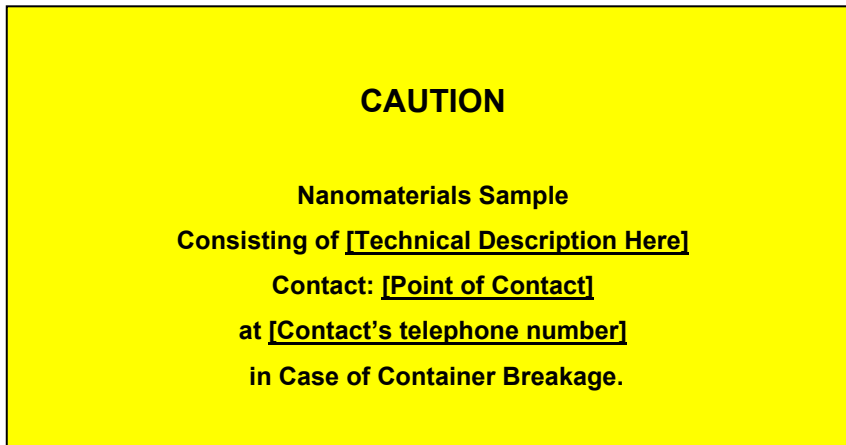 CAUTION
Nanomaterials Sample
Consisting of [Technical Description Here]
Contact: [Point of Contact]
at [Contact’s telephone number]
in Case of Container Breakage.